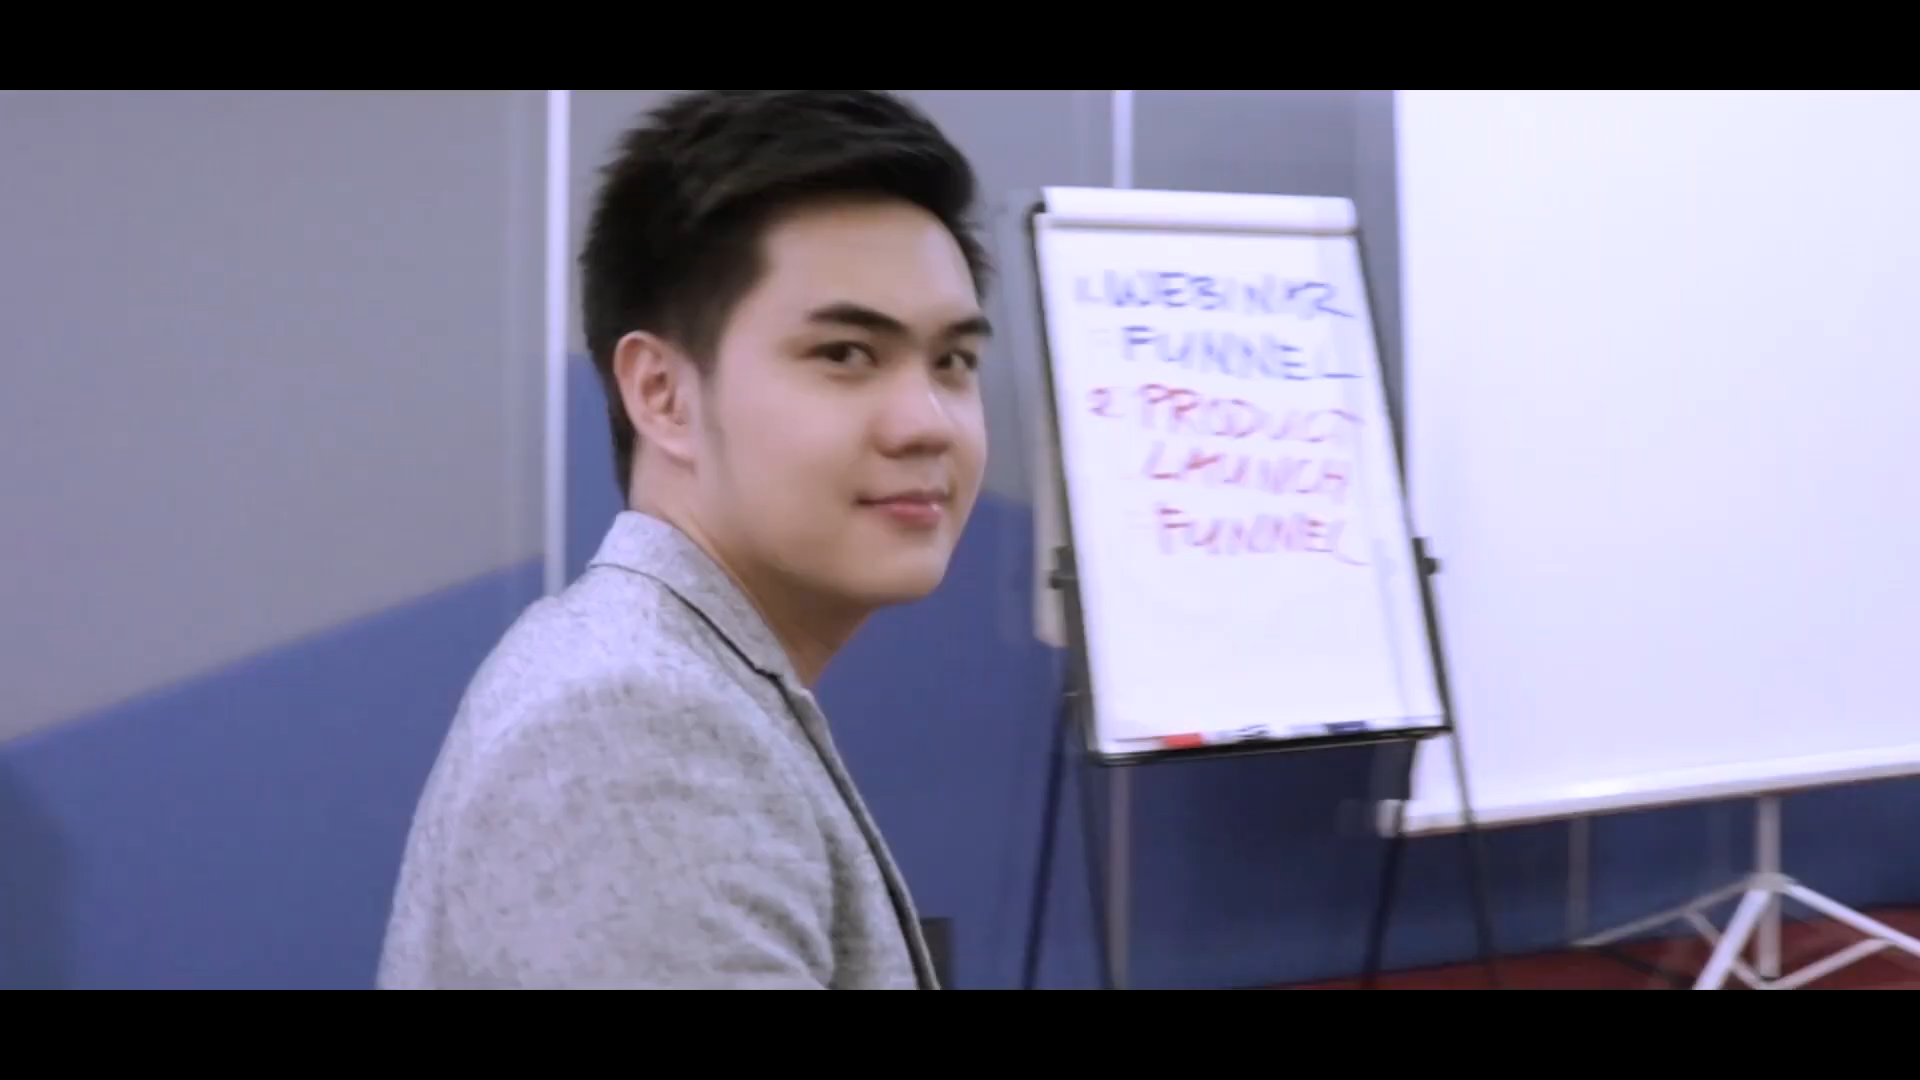 1. WEBINAR
FUNNEL
2. PRODUCT
LAUNCH
FUNNEL